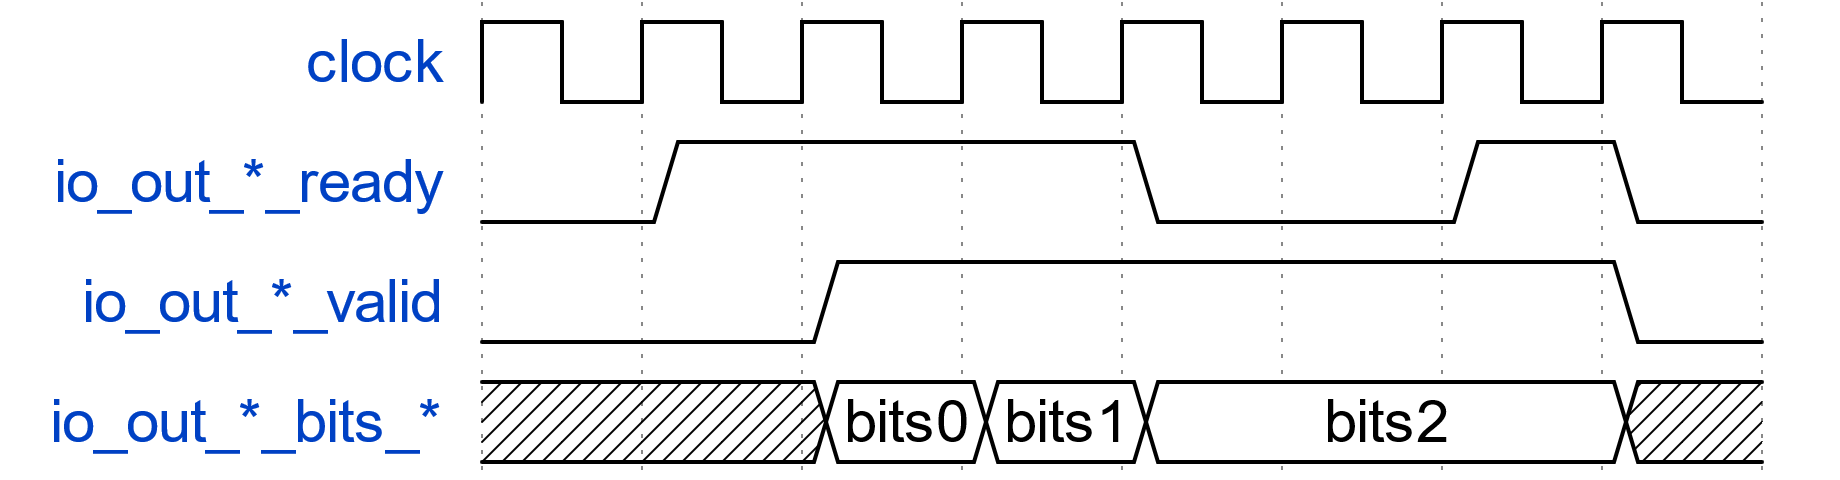 clock
io_out_*_ready
io_out_*_valid
io_out_*_bits_* bits0 bits1 bits2